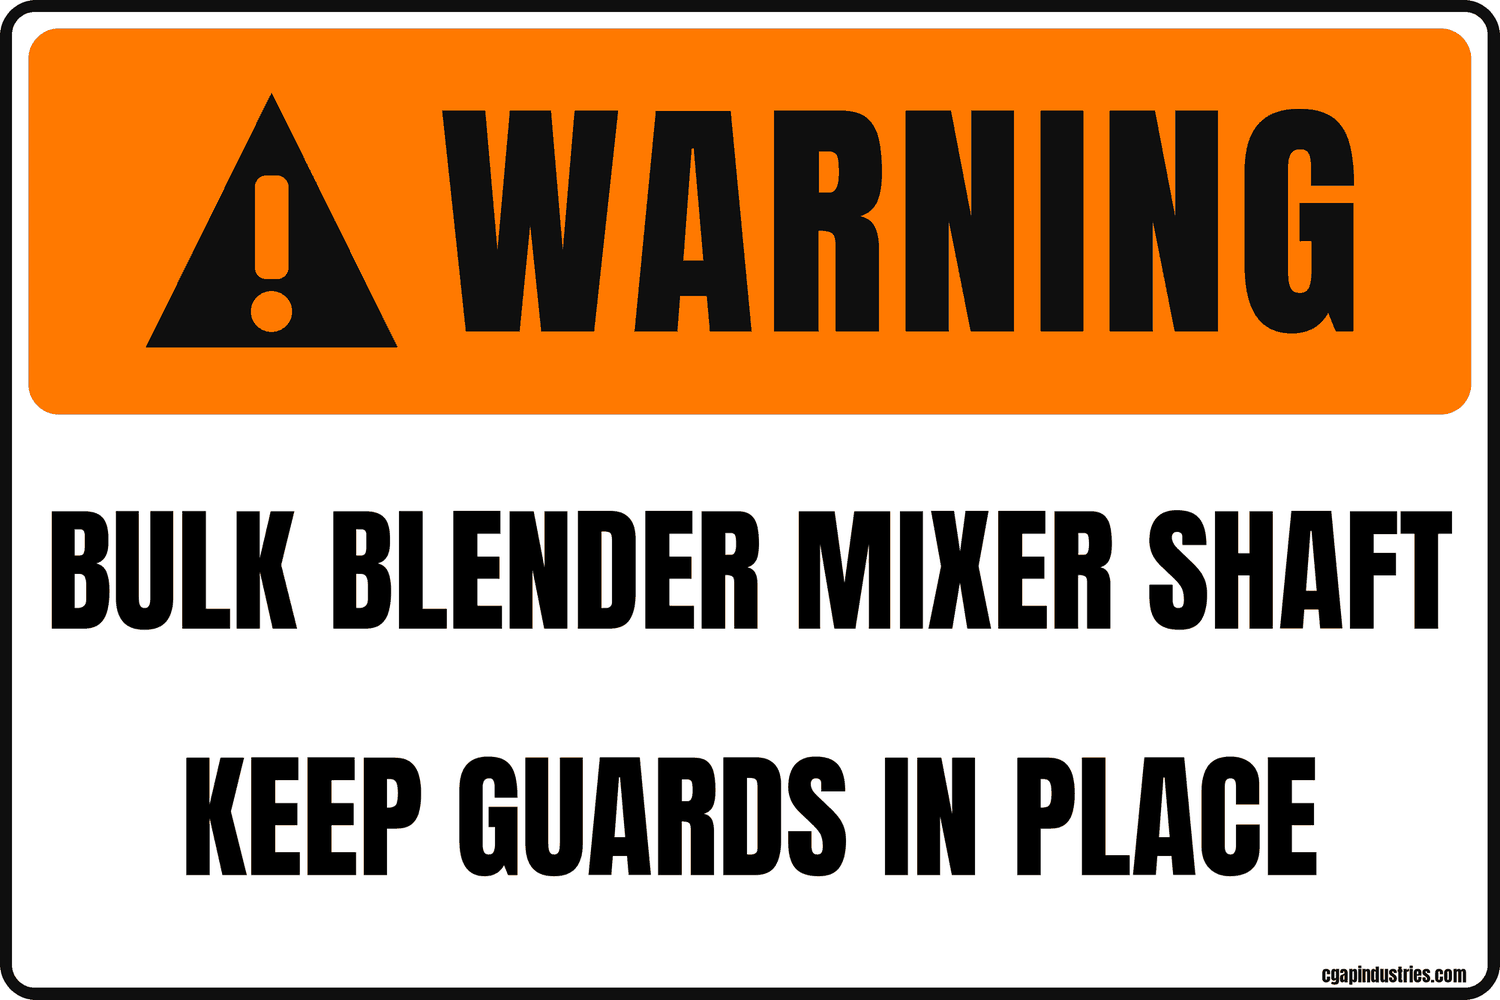 WARNING
BULK BLENDER MIXER SHAFT
KEEP GUARDS IN PLACE
cgapindustries.com